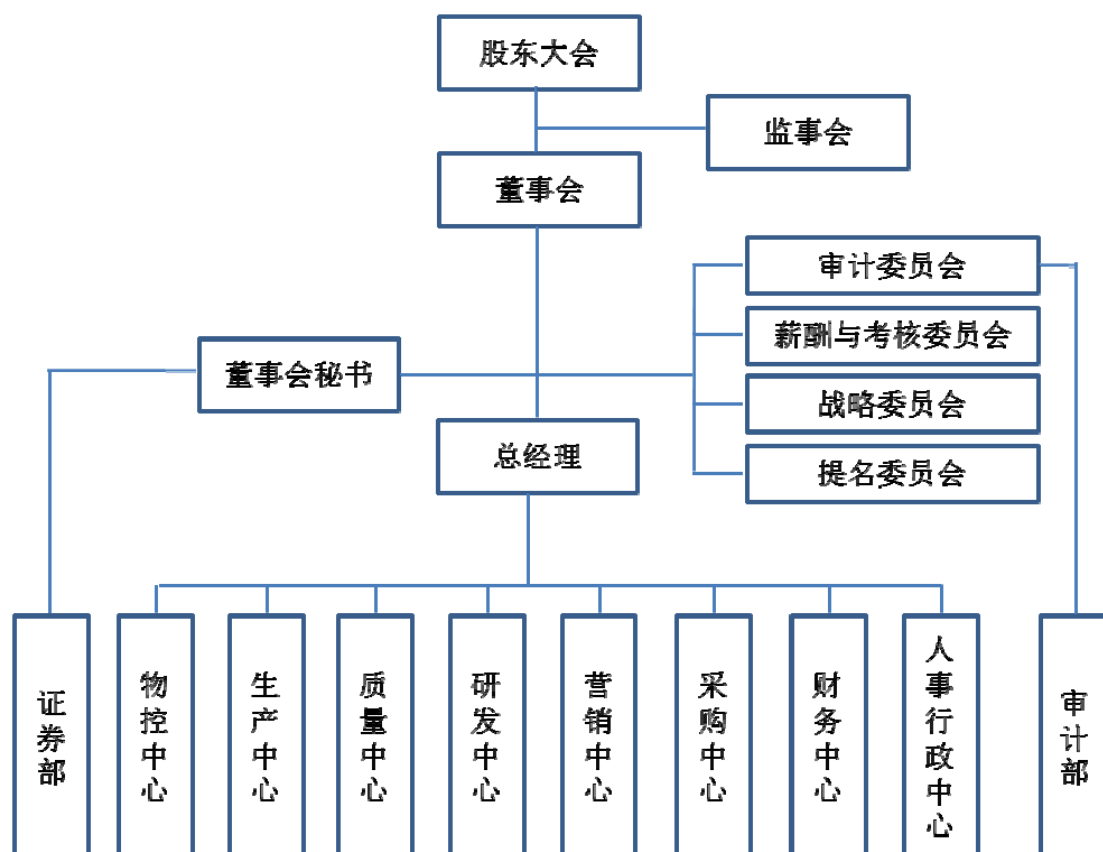 股东大会
监事会
董事会
审计委员会
薪酬与考核委员会
董事会秘书
战略委员会
总经理
提名委员会
证券部
物控中心
生产中心
质量中心
研发中心
营销中心
采购中心
财务中心
人事行政中心
审计部